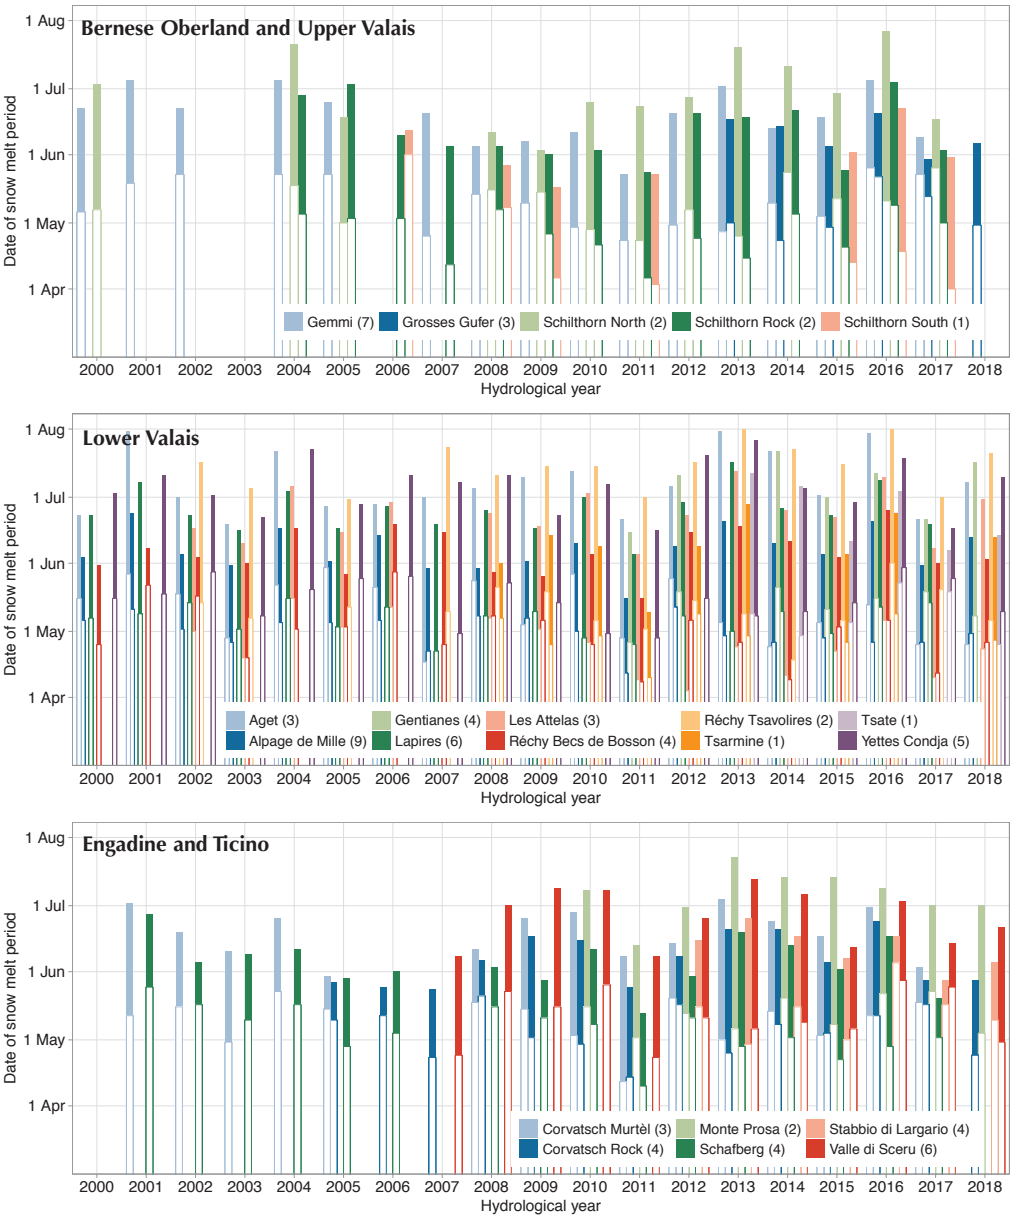 Bernese Oberland and Upper Valais
Date of snow melt period
1 Aug
1 Jul
1 Jun
1 May
1 Apr
Gemmi (7) Grosses Gufer (3) Schilthorn North (2) Schilthorn Rock (2) Schilthorn South (1)
2000 2001 2002 2003 2004 2005 2006 2007 2008 2009 2010 2011 2012 2013 2014 2015 2016 2017 2018
Hydrological year
Lower Valais
Date of snow melt period
1 Aug
1 Jul
1 Jun
1 May
1 Apr
Aget (3) Gentianes (4) Les Attelas (3) Réchy Tsavolires (2) Tsate (1)
Alpage de Mille (9) Lapires (6) Réchy Becs de Bosson (4) Tsarmine (1) Yettes Condja (5)
2000 2001 2002 2003 2004 2005 2006 2007 2008 2009 2010 2011 2012 2013 2014 2015 2016 2017 2018
Hydrological year
Engadine and Ticino
Date of snow melt period
1 Aug
1 Jul
1 Jun
1 May
1 Apr
Corvatsch Murtèl (3) Monte Prosa (2) Stabbio di Largario (4)
Corvatsch Rock (4) Schafberg (4) Valle di Sceru (6)
2000 2001 2002 2003 2004 2005 2006 2007 2008 2009 2010 2011 2012 2013 2014 2015 2016 2017 2018
Hydrological year